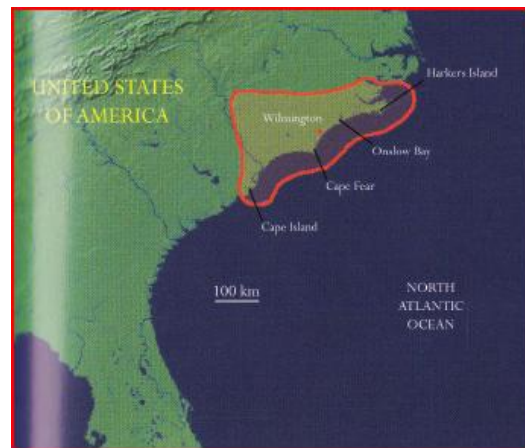 UNITED STATES
OF AMERICA
Harkers Island
Wilmington
Onslow Bay
Cape Fear
Cape Island
100 km
NORTH
ATLANTIC
OCEAN